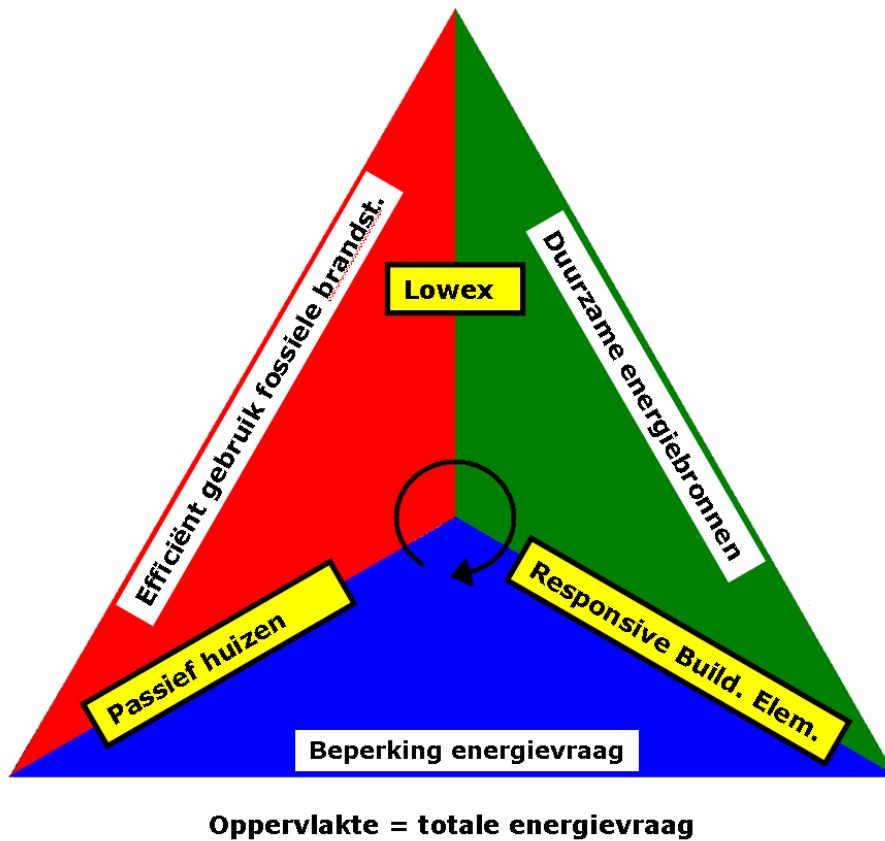 Efficiënt gebruik fossiele brandst.
Duurzame energiebronnen
Lowex
Passief huizen
Responsive Build. Elem.
Beperking energievraag
Oppervlakte = totale energievraag